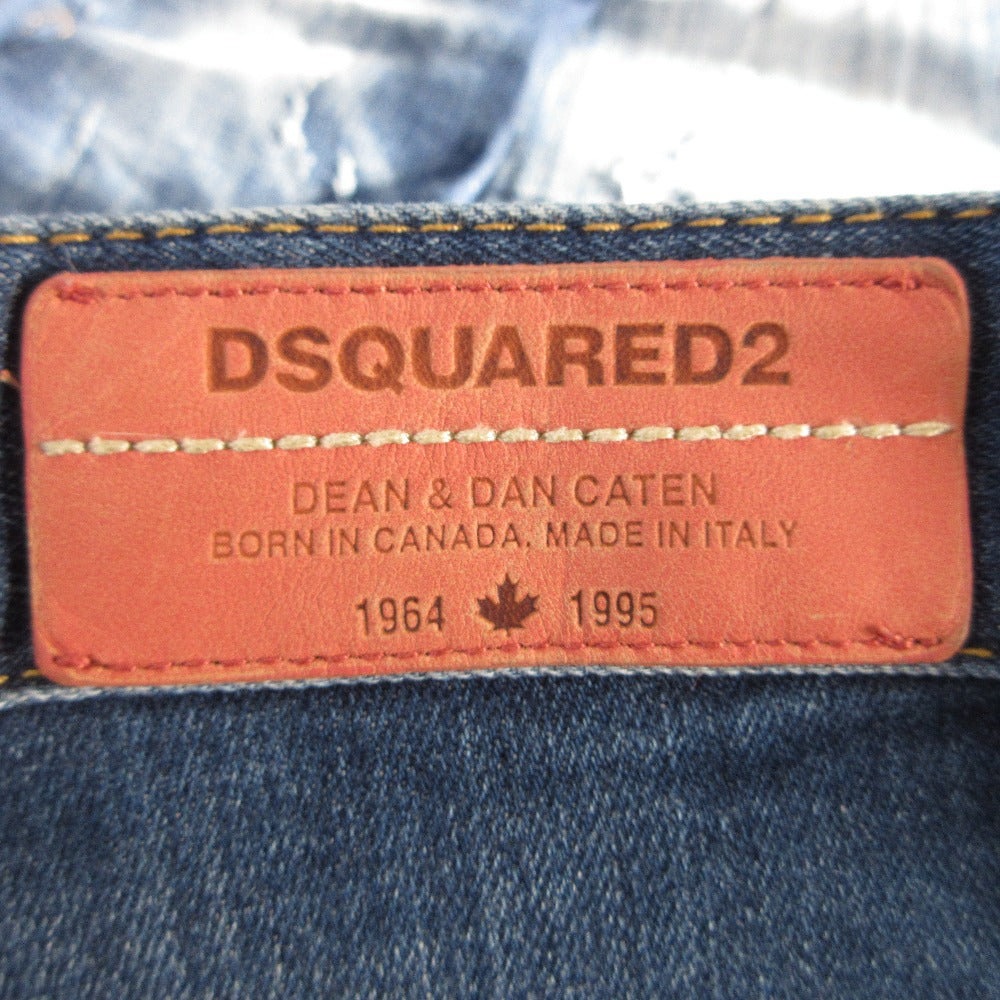 DSQUARED2
DEAN & DAN CATEN
BORN IN CANADA. MADE IN ITALY
1964 1995